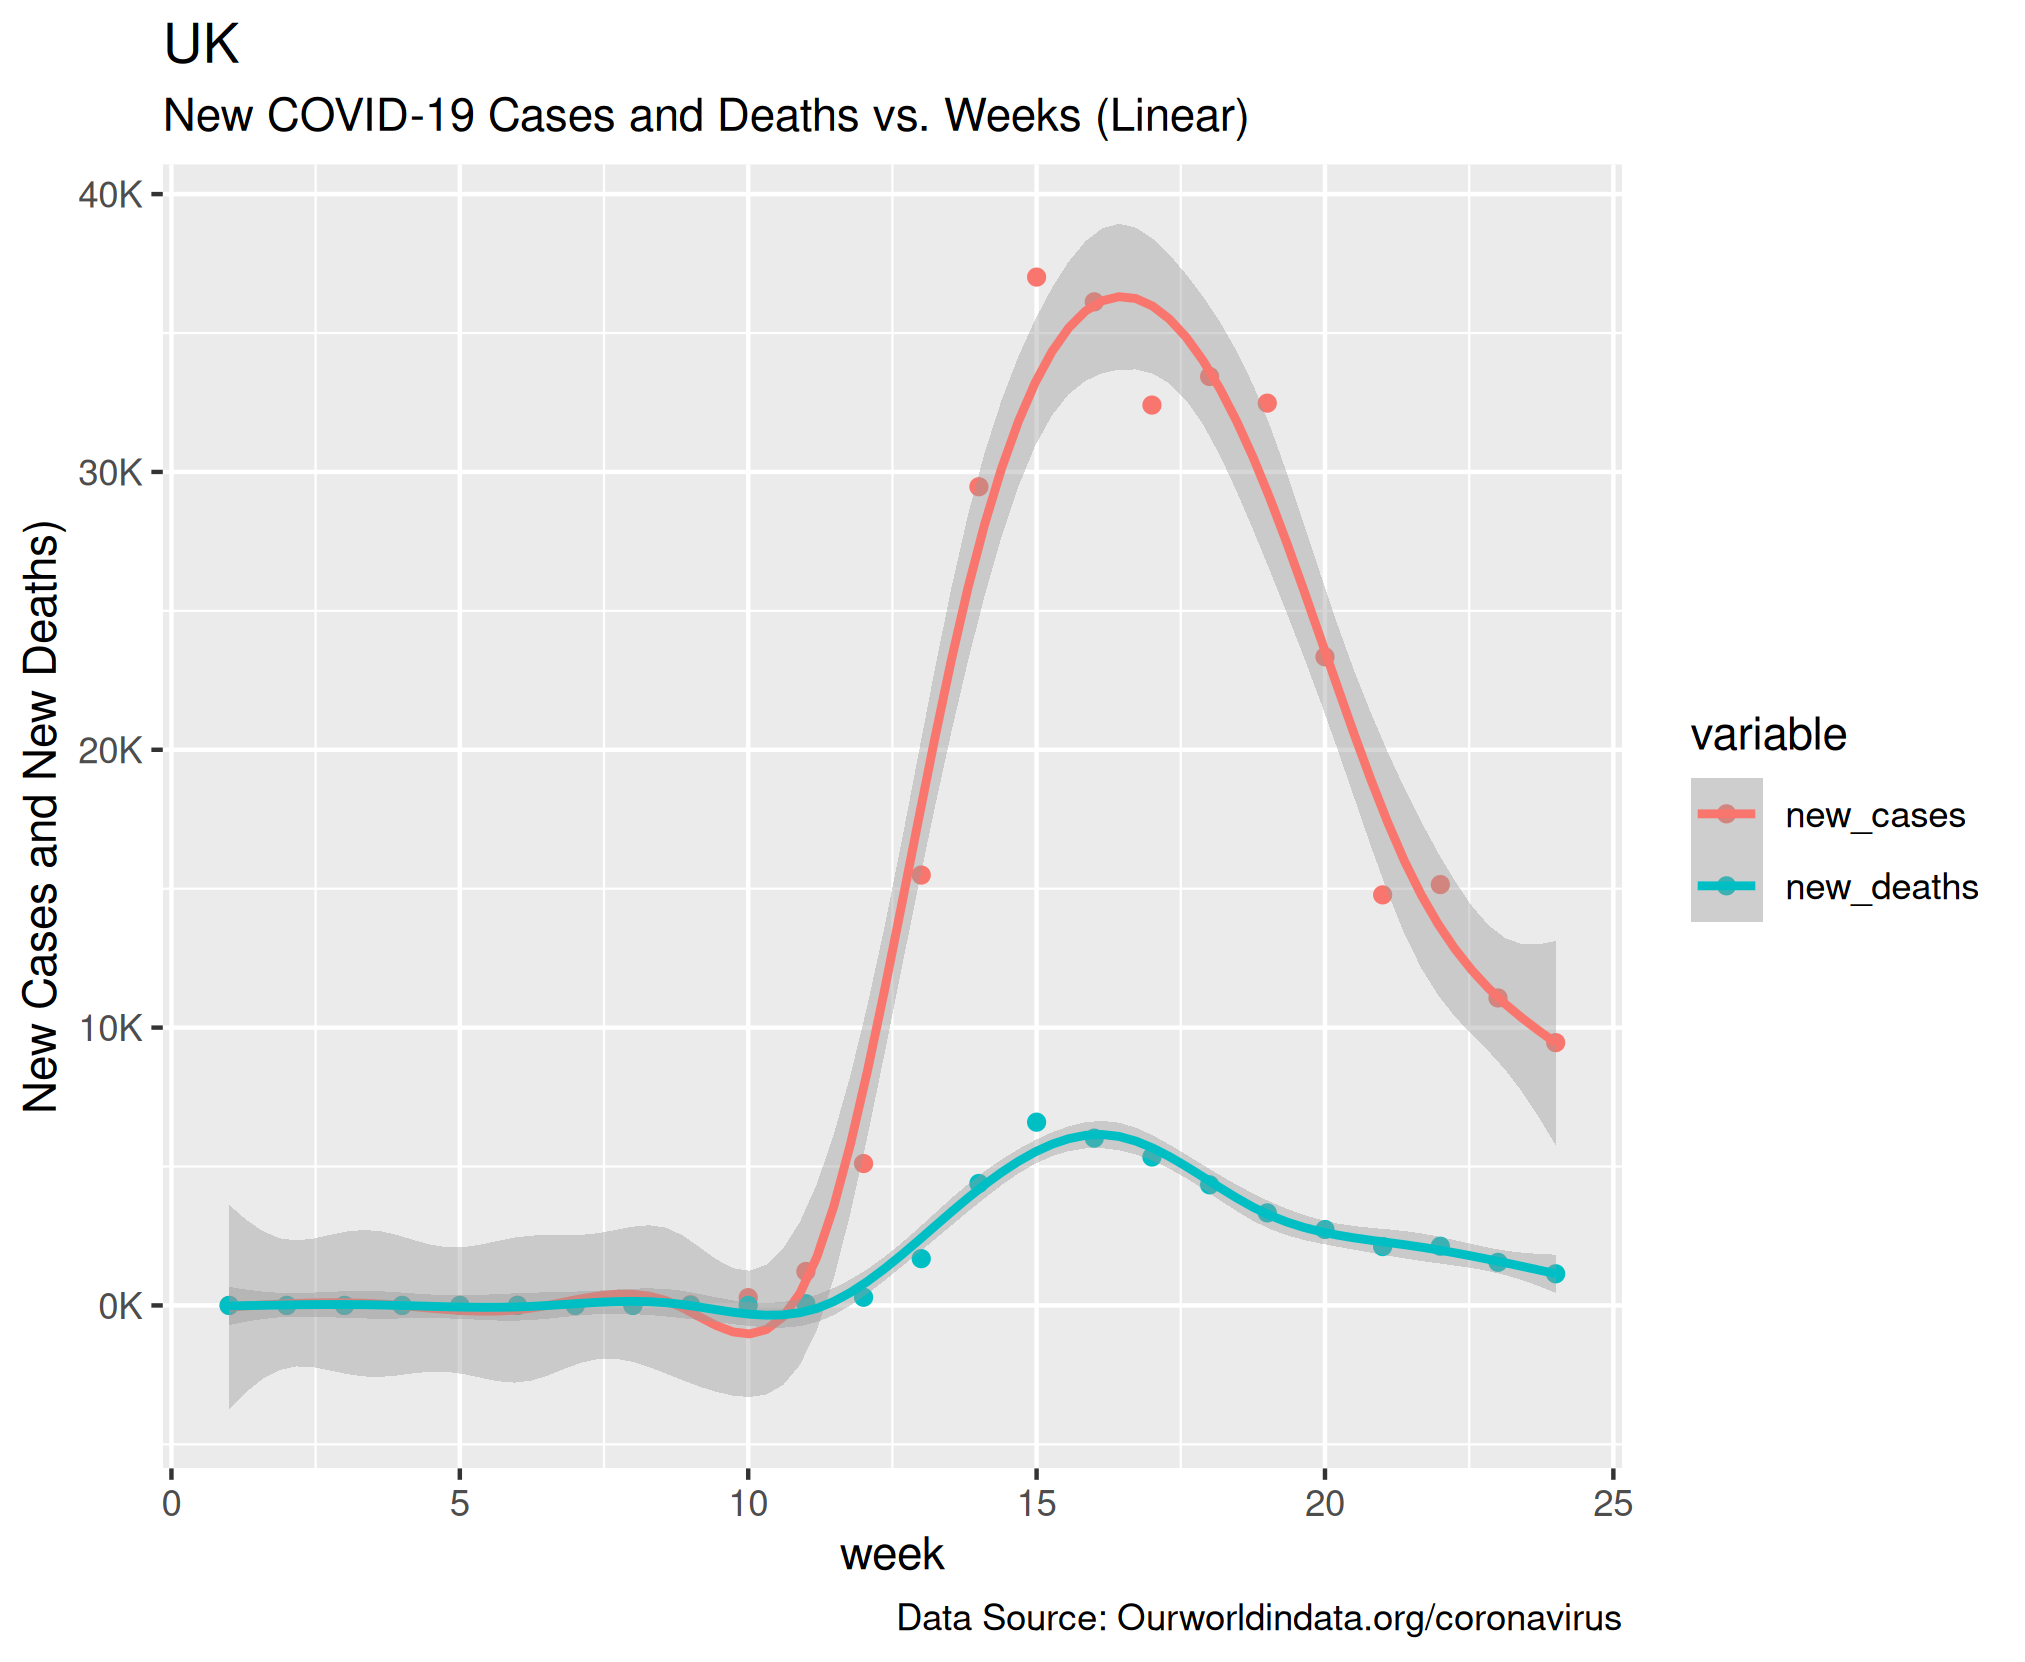 UK
New COVID-19 Cases and Deaths vs. Weeks (Linear)
New Cases and New Deaths)
40K
30K
20K
10K
0K
0 5 10 15 20 25
week
variable
new_cases
new_deaths
Data Source: Ourworldindata.org/coronavirus